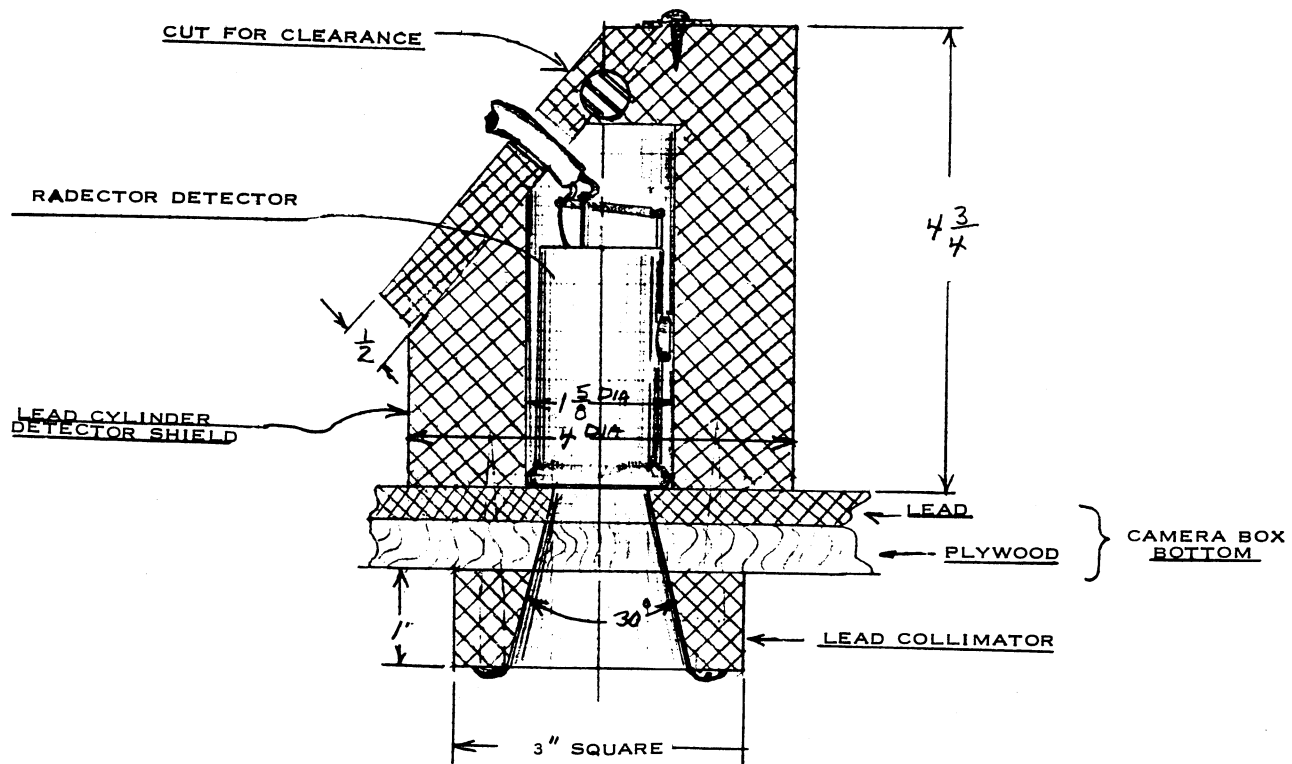 CUT FOR CLEARANCE
RADECTOR DETECTOR
4 3/4
1/2
1 5/8 DIA
4 DIA
LEAD CYLINDER
DETECTOR SHIELD
LEAD
PLYWOOD
CAMERA BOX
BOTTOM
1"
30°
LEAD COLLIMATOR
3" SQUARE